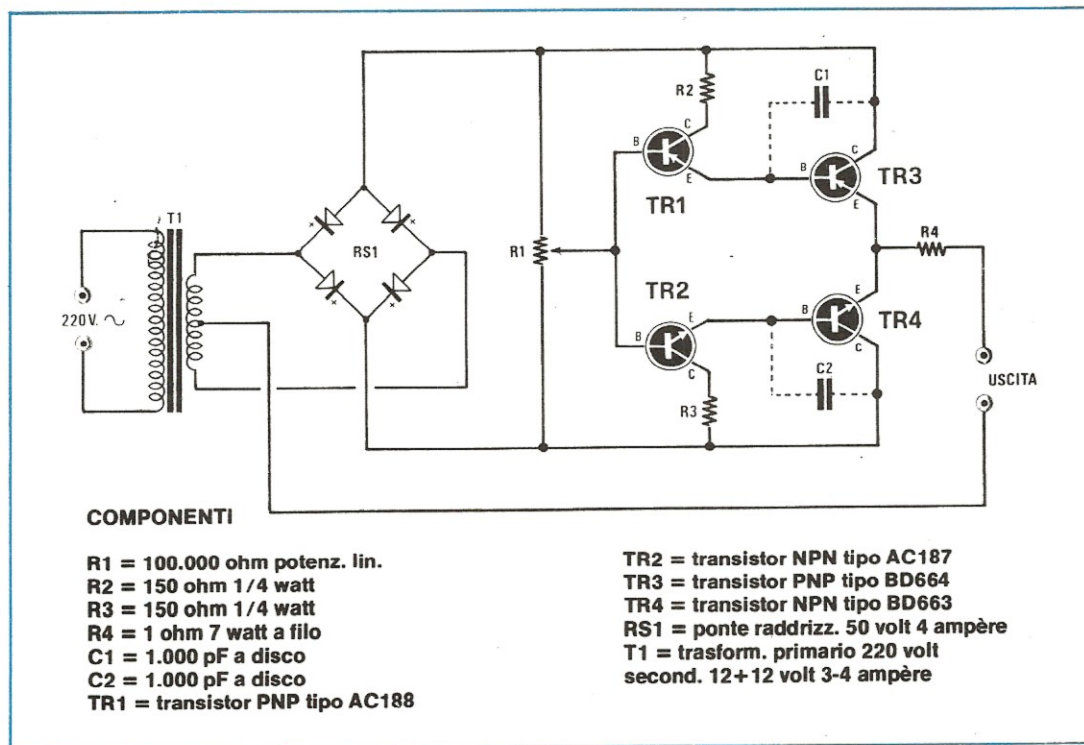 C1
R2
C
B
E
TR1
B
C
E
TR3
T1
RS1
R1
R4
220V.
TR2
B
E
C
B
E
C
TR4
C2
R3
USCITA
COMPONENTI
R1 = 100.000 ohm potenz. lin.
R2 = 150 ohm 1/4 watt
R3 = 150 ohm 1/4 watt
R4 = 1 ohm 7 watt a filo
C1 = 1.000 pF a disco
C2 = 1.000 pF a disco
TR1 = transistor PNP tipo AC188
TR2 = transistor NPN tipo AC187
TR3 = transistor PNP tipo BD664
TR4 = transistor NPN tipo BD663
RS1 = ponte raddrizz. 50 volt 4 ampère
T1 = trasform. primario 220 volt
second. 12+12 volt 3-4 ampère